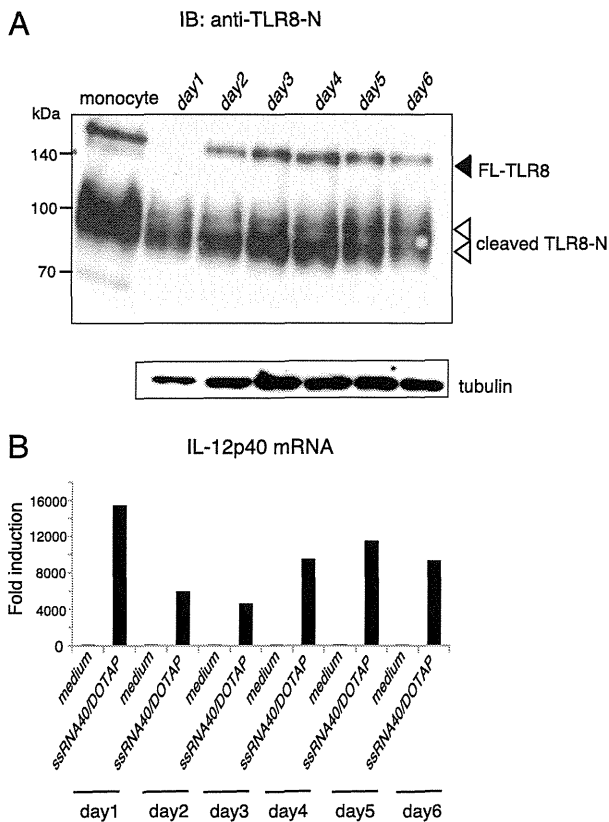 A
IB: anti-TLR8-N
monocyte day1 day2 day3 day4 day5 day6
kDa
140
100
70
FL-TLR8
cleaved TLR8-N
tubulin
B
IL-12p40 mRNA
Fold induction
16000
12000
8000
4000
0
medium ssRNA40/DOTAP medium ssRNA40/DOTAP medium ssRNA40/DOTAP medium ssRNA40/DOTAP medium ssRNA40/DOTAP medium ssRNA40/DOTAP
day1 day2 day3 day4 day5 day6